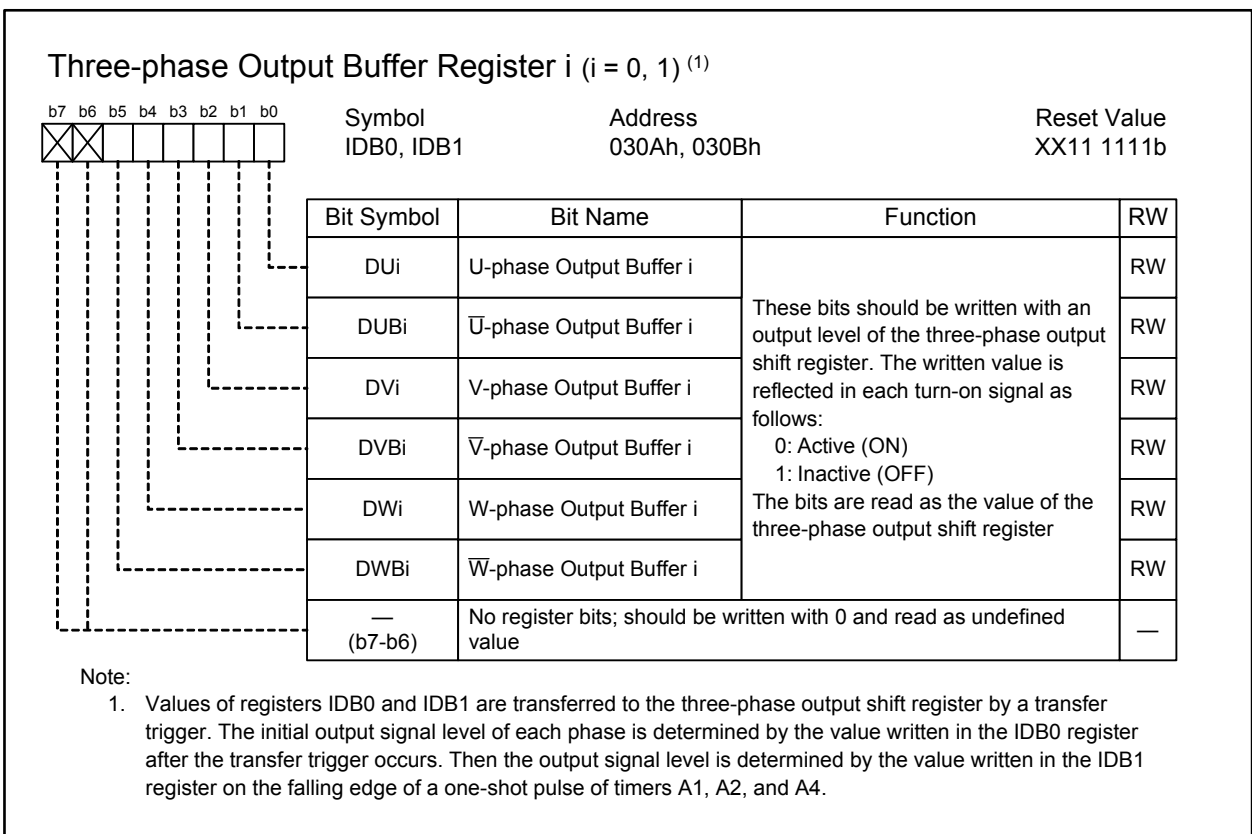 Three-phase Output Buffer Register i (i = 0, 1) (1)
b7 b6 b5 b4 b3 b2 b1 b0
Symbol Address Reset Value
IDB0, IDB1 030Ah, 030Bh XX11 1111b
Bit Symbol Bit Name Function RW
DUi U-phase Output Buffer i RW
DUBi U̅-phase Output Buffer i RW
DVi V-phase Output Buffer i RW
DVBi V̅-phase Output Buffer i RW
DWi W-phase Output Buffer i RW
DWBi W̅-phase Output Buffer i RW
These bits should be written with an
output level of the three-phase output
shift register. The written value is
reflected in each turn-on signal as
follows:
0: Active (ON)
1: Inactive (OFF)
The bits are read as the value of the
three-phase output shift register
—
(b7-b6)
No register bits; should be written with 0 and read as undefined
value
—
Note:
1. Values of registers IDB0 and IDB1 are transferred to the three-phase output shift register by a transfer
trigger. The initial output signal level of each phase is determined by the value written in the IDB0 register
after the transfer trigger occurs. Then the output signal level is determined by the value written in the IDB1
register on the falling edge of a one-shot pulse of timers A1, A2, and A4.